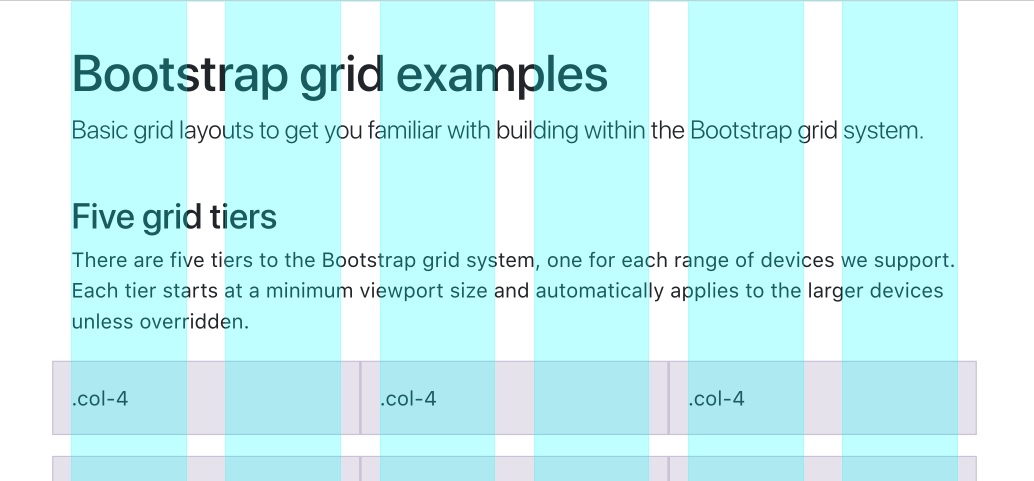 Bootstrap grid examples
Basic grid layouts to get you familiar with building within the Bootstrap grid system.
Five grid tiers
There are five tiers to the Bootstrap grid system, one for each range of devices we support.
Each tier starts at a minimum viewport size and automatically applies to the larger devices
unless overridden.
.col-4 .col-4 .col-4